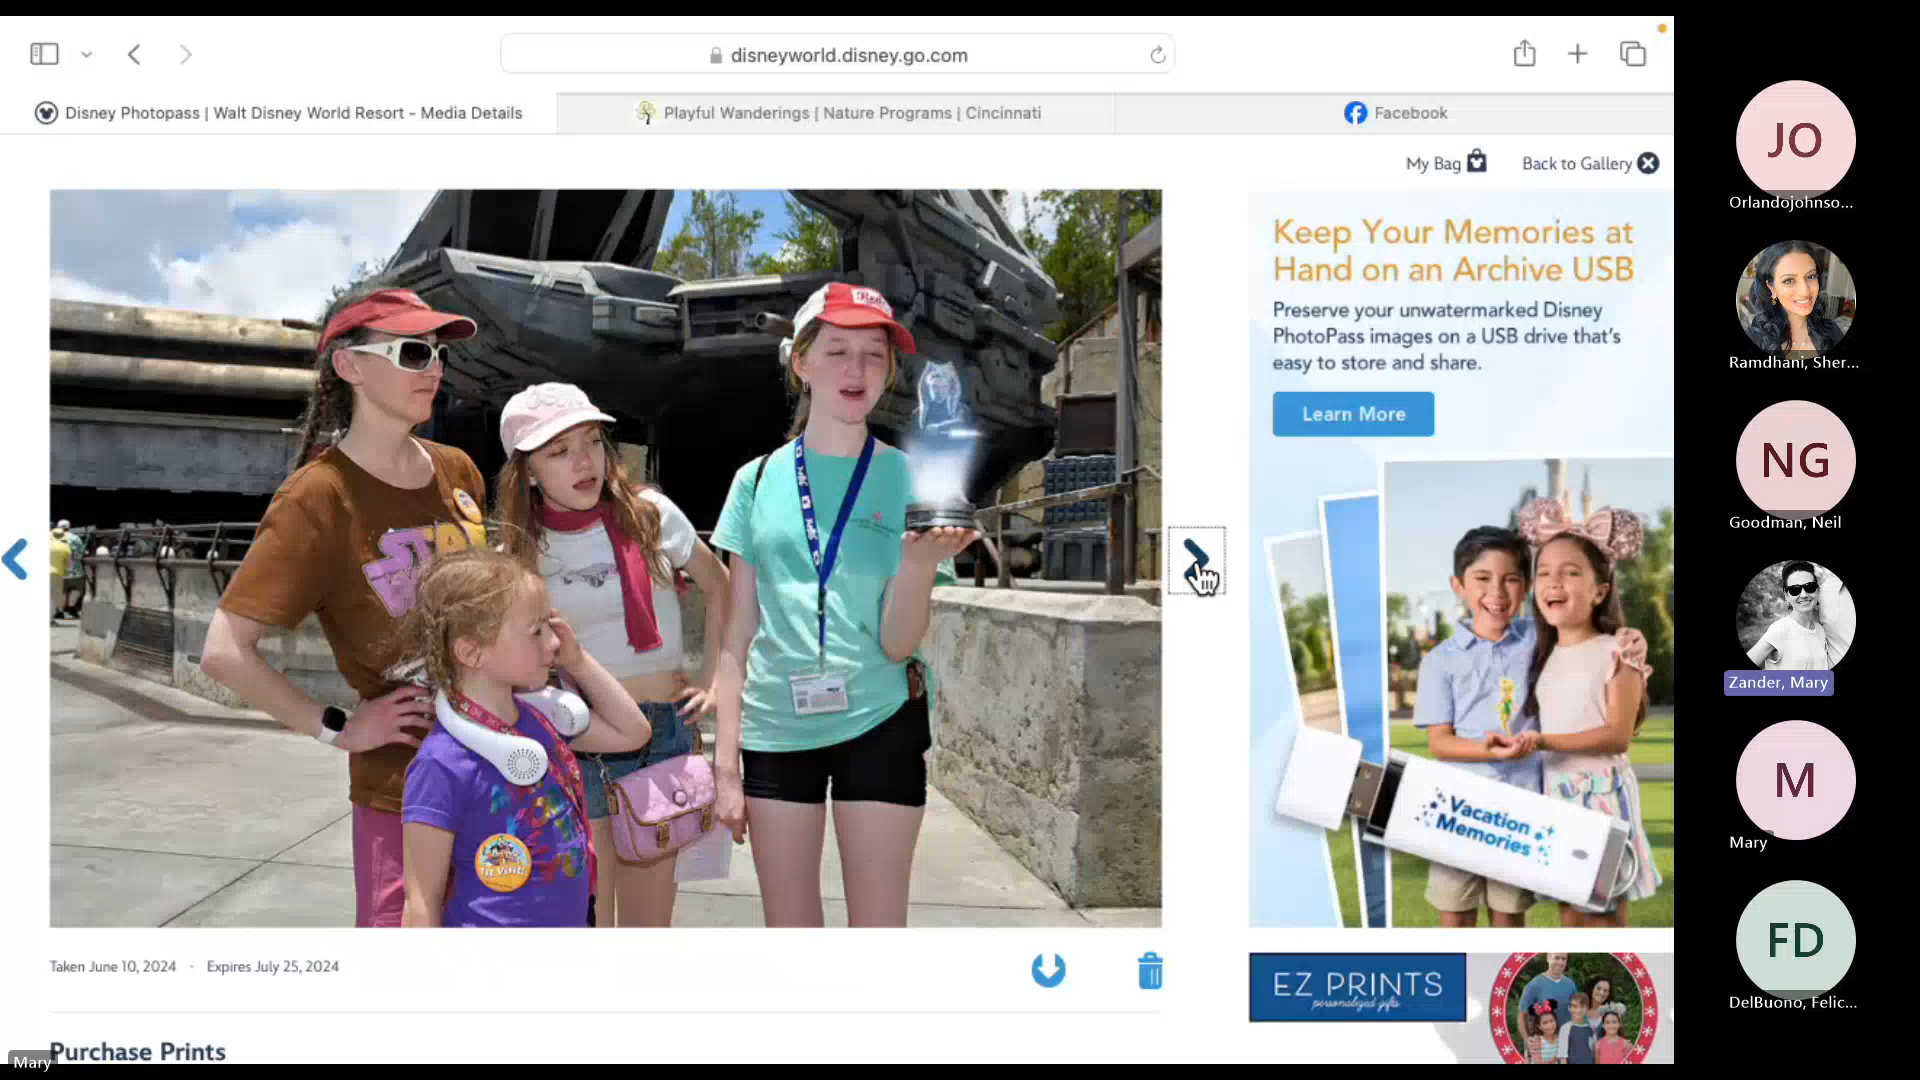 disneyworld.disney.go.com
Disney Photopass | Walt Disney World Resort - Media Details
Playful Wanderings | Nature Programs | Cincinnati
Facebook
My Bag
Back to Gallery
Keep Your Memories at
Hand on an Archive USB
Preserve your unwatermarked Disney
PhotoPass images on a USB drive that's
easy to store and share.
Learn More
Vacation
Memories
Taken June 10, 2024 · Expires July 25, 2024
EZ PRINTS
personalized gifts
Purchase Prints
Mary
JO
Orlandojohnso...
Ramdhani, Sher...
NG
Goodman, Neil
Zander, Mary
M
Mary
FD
DelBuono, Felic...
1st Visit!